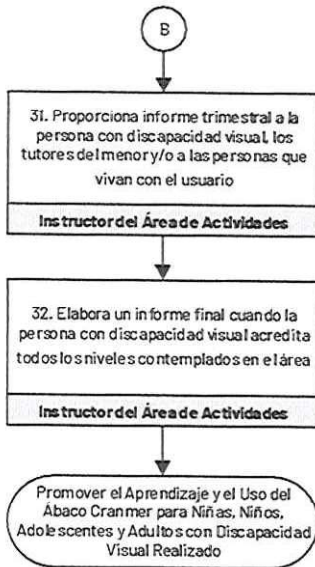 B
31. Proporciona informe trimestral a la
persona con discapacidad visual, los
tutores del menor y/o a las personas que
vivan con el usuario
Instructor del Área de Actividades
32. Elabora un informe final cuando la
persona con discapacidad visual acredita
todos los niveles contemplados en el área
Instructor del Área de Actividades
Promover el Aprendizaje y el Uso del
Ábaco Cranmer para Niñas, Niños,
Adolescentes y Adultos con Discapacidad
Visual Realizado